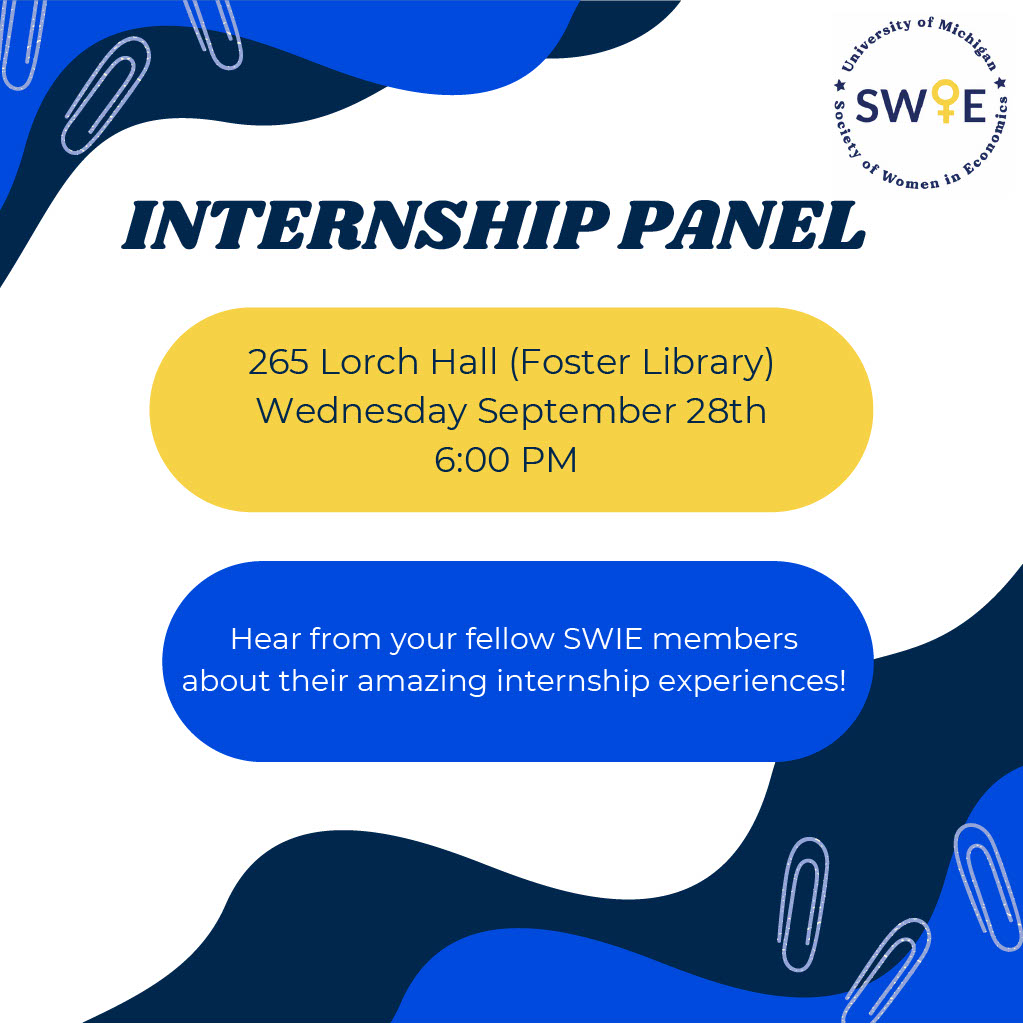 University of Michigan
SWIE
Society of Women in Economics
INTERNSHIP PANEL
265 Lorch Hall (Foster Library)
Wednesday September 28th
6:00 PM
Hear from your fellow SWIE members
about their amazing internship experiences!